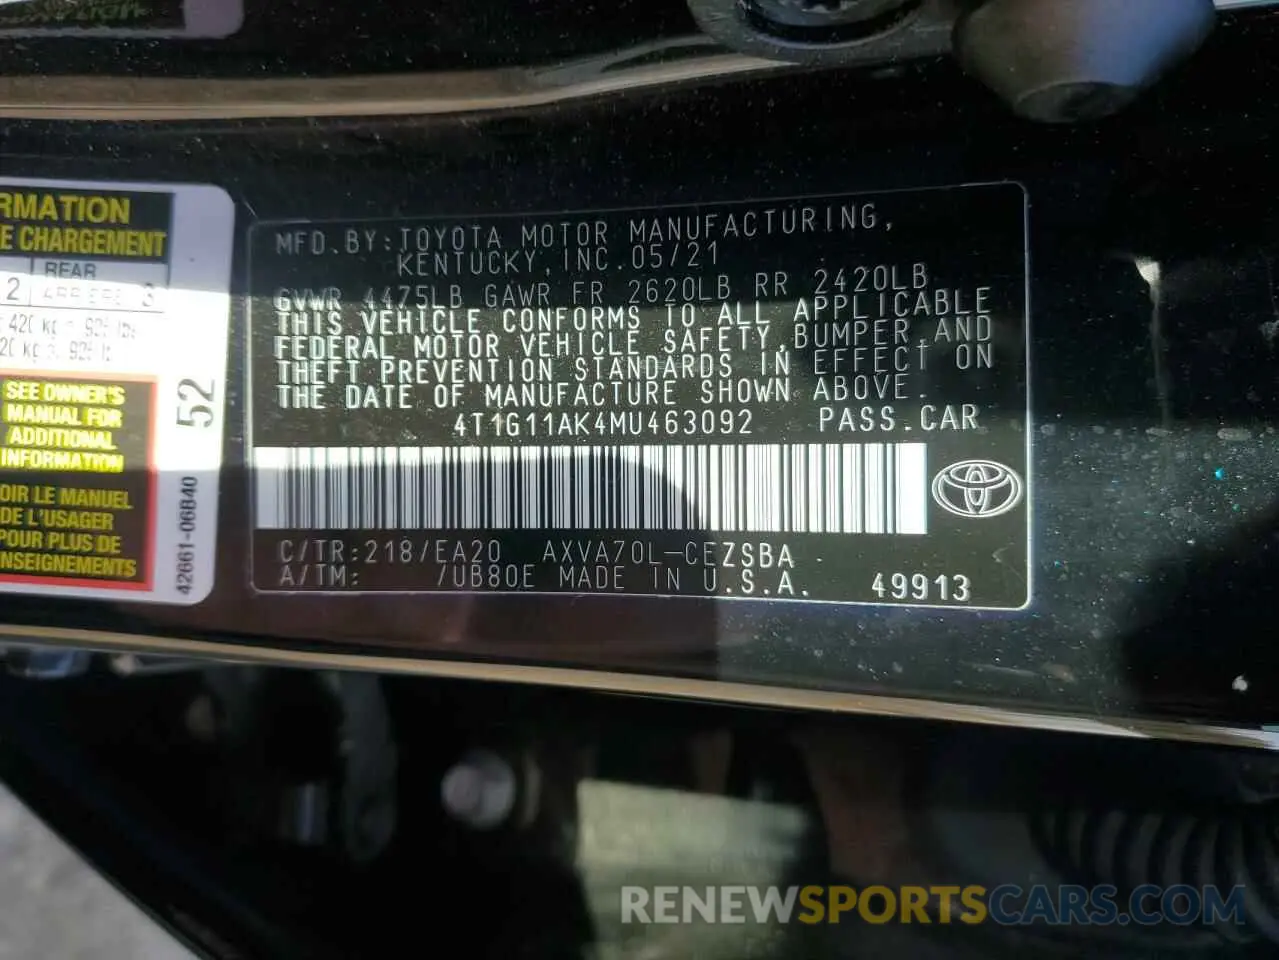 RMATION
E CHARGEMENT
REAR
SEE OWNER'S
MANUAL FOR
ADDITIONAL
INFORMATION
OIR LE MANUEL
DE L'USAGER
POUR PLUS DE
NSEIGNEMENTS
52
42661-06B40
MFD.BY:TOYOTA MOTOR MANUFACTURING,
KENTUCKY,INC.05/21
GVWR 4475LB GAWR FR 2620LB RR 2420LB
THIS VEHICLE CONFORMS TO ALL APPLICABLE
FEDERAL MOTOR VEHICLE SAFETY,BUMPER,AND
THEFT PREVENTION STANDARDS IN EFFECT ON
THE DATE OF MANUFACTURE SHOWN ABOVE.
4T1G11AK4MU463092 PASS.CAR
C/TR:218/EA20 AXVA70L-CEZSBA
A/TM: /UB80E MADE IN U.S.A. 49913
RENEWSPORTSCARS.COM